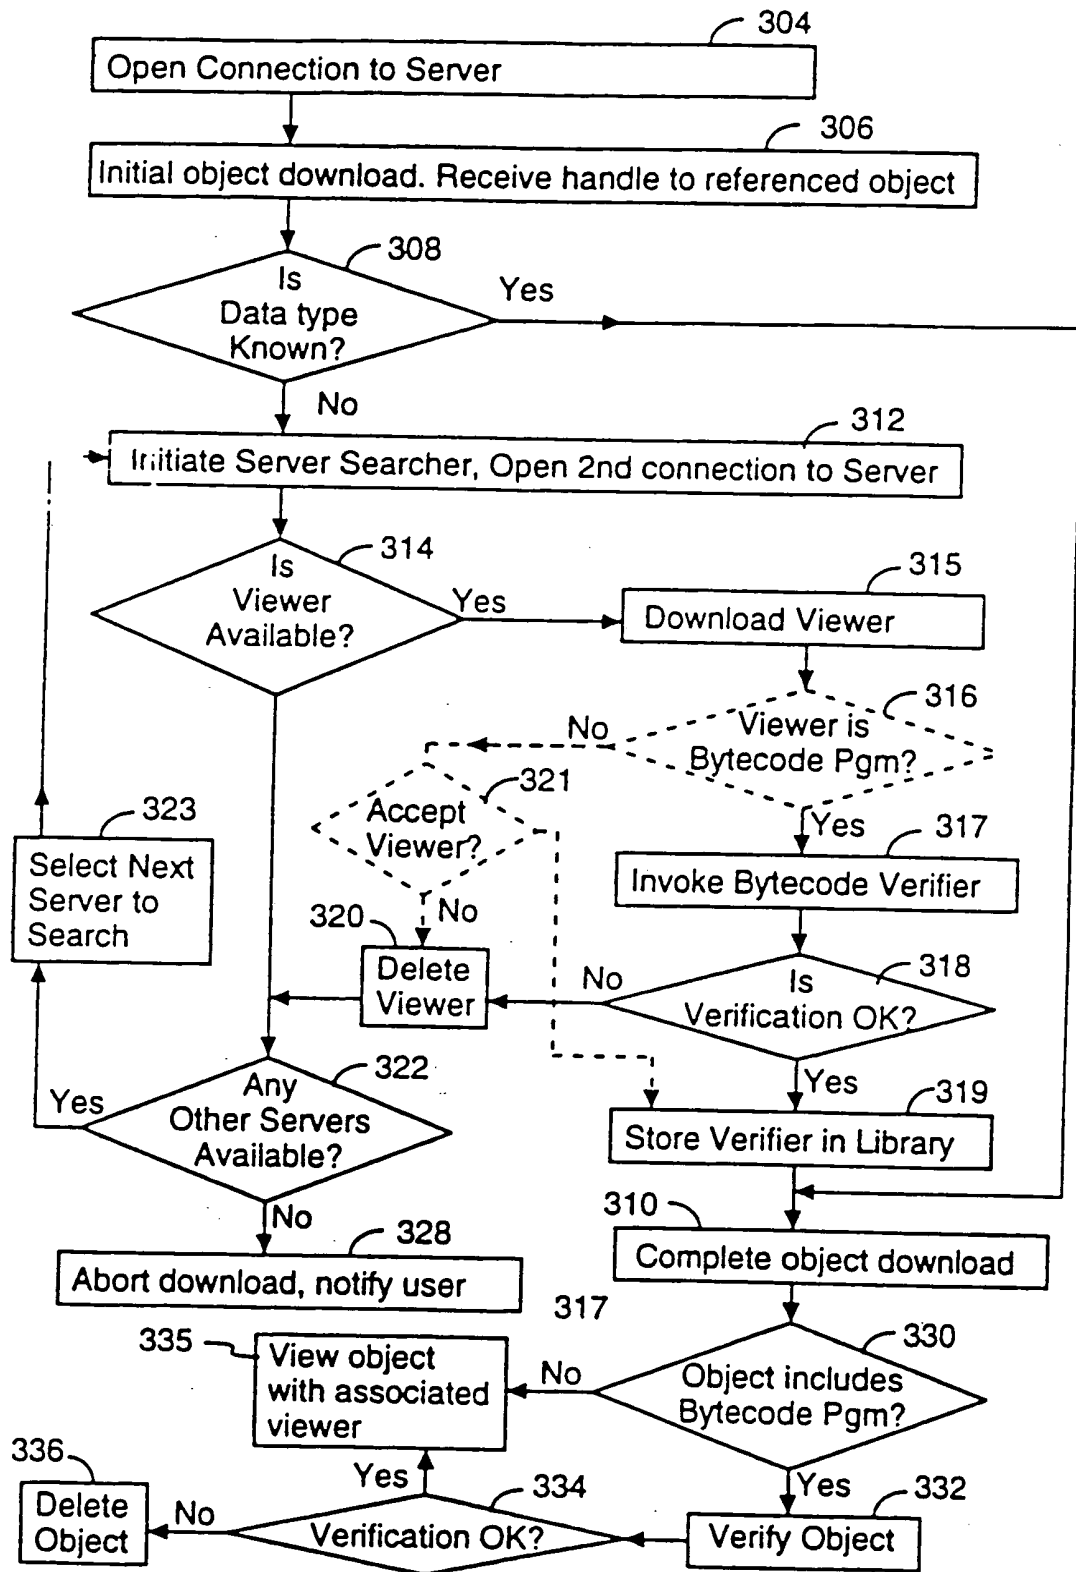 304
Open Connection to Server
306
Initial object download. Receive handle to referenced object
308
Is
Data type
Known?
Yes
No
312
Initiate Server Searcher, Open 2nd connection to Server
314
Is
Viewer
Available?
Yes
315
Download Viewer
316
Viewer is
Bytecode Pgm?
No
Yes
321
Accept
Viewer?
No
323
Select Next
Server to
Search
317
Invoke Bytecode Verifier
320
Delete
Viewer
318
Is
Verification OK?
No
Yes
322
Any
Other Servers
Available?
Yes
No
319
Store Verifier in Library
310
Complete object download
328
Abort download, notify user
317
330
Object includes
Bytecode Pgm?
No
Yes
335
View object
with associated
viewer
332
Verify Object
334
Verification OK?
Yes
No
336
Delete
Object